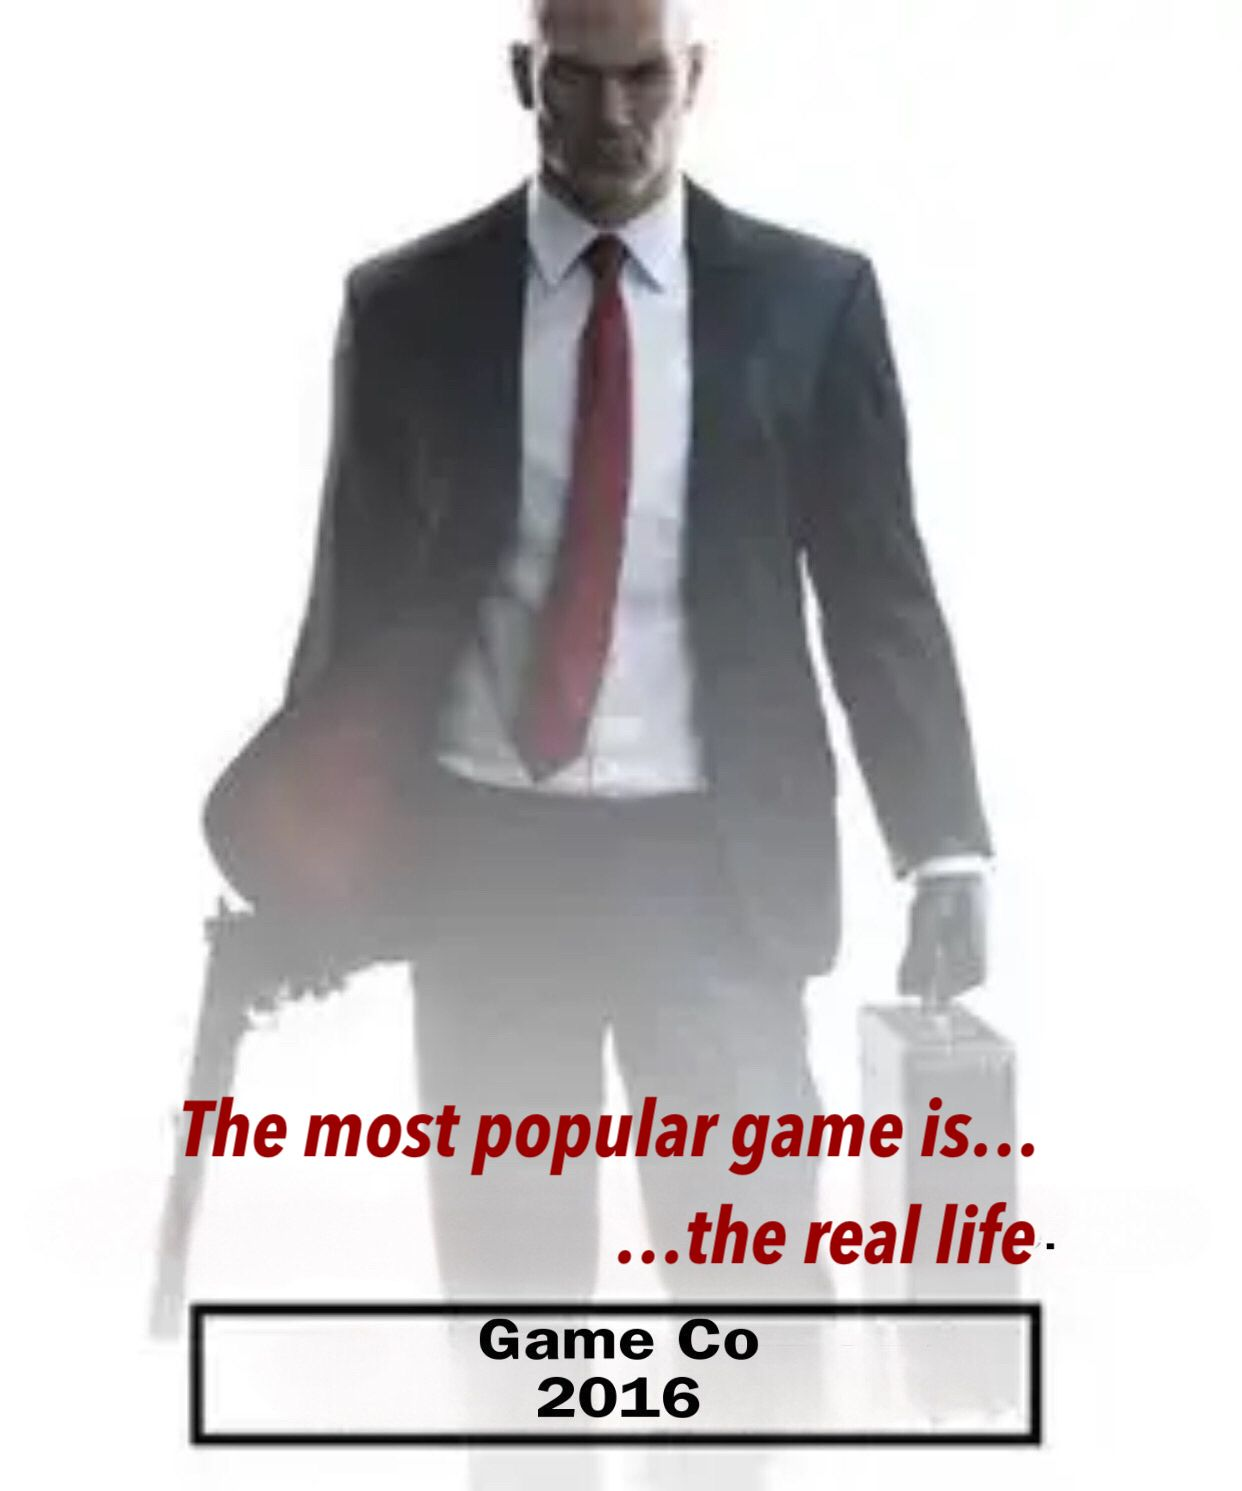 The most popular game is...
...the real life.
Game Co
2016